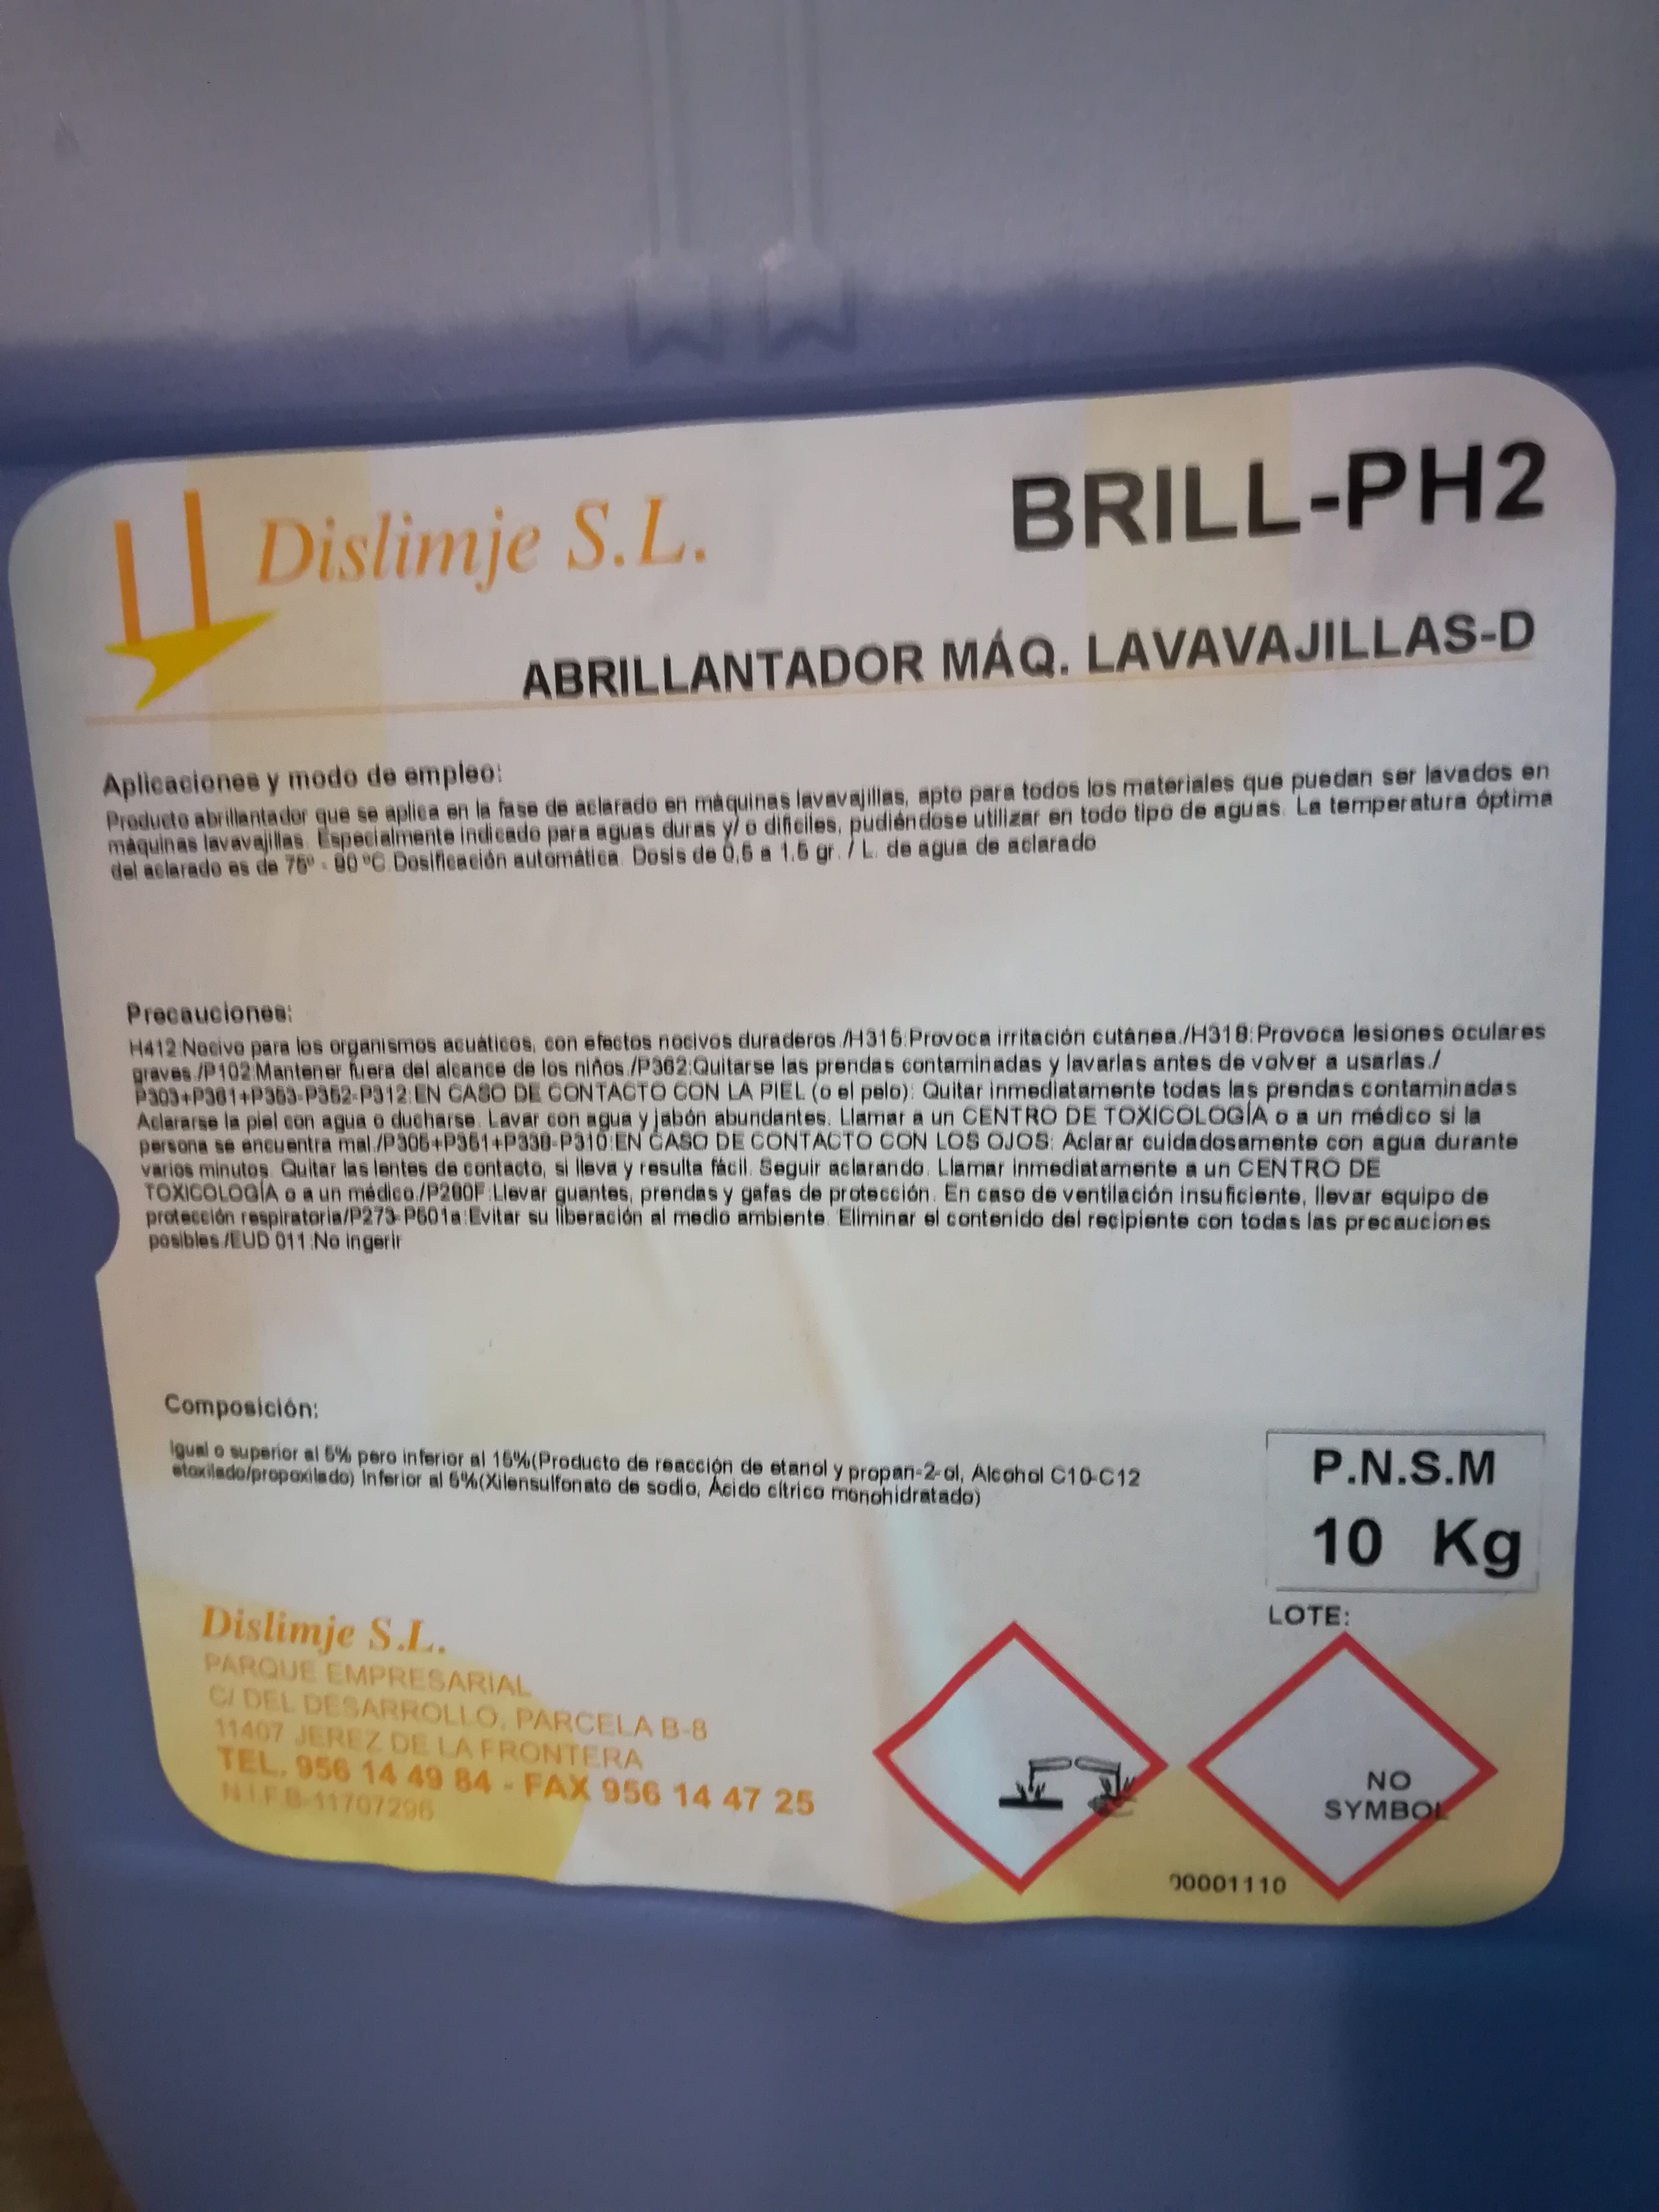 Dislimje S.L.
BRILL-PH2
ABRILLANTADOR MÁQ. LAVAVAJILLAS-D
Aplicaciones y modo de empleo:
Producto abrillantador que se aplica en la fase de aclarado en máquinas lavavajillas, apto para todos los materiales que puedan ser lavados en
máquinas lavavajillas. Especialmente indicado para aguas duras y/ o difíciles, pudiéndose utilizar en todo tipo de aguas. La temperatura óptima
del aclarado es de 75º - 90 ºC.Dosificación automática. Dosis de 0,5 a 1,5 gr. / L. de agua de aclarado
Precauciones:
H412:Nocivo para los organismos acuáticos, con efectos nocivos duraderos./H315:Provoca irritación cutánea./H318:Provoca lesiones oculares
graves./P102:Mantener fuera del alcance de los niños./P362:Quitarse las prendas contaminadas y lavarlas antes de volver a usarlas./
P303+P361+P353-P352-P312:EN CASO DE CONTACTO CON LA PIEL (o el pelo): Quitar inmediatamente todas las prendas contaminadas
Aclararse la piel con agua o ducharse. Lavar con agua y jabón abundantes. Llamar a un CENTRO DE TOXICOLOGÍA o a un médico si la
persona se encuentra mal./P305+P351+P338-P310:EN CASO DE CONTACTO CON LOS OJOS: Aclarar cuidadosamente con agua durante
varios minutos. Quitar las lentes de contacto, si lleva y resulta fácil. Seguir aclarando. Llamar inmediatamente a un CENTRO DE
TOXICOLOGÍA o a un médico./P280F:Llevar guantes, prendas y gafas de protección. En caso de ventilación insuficiente, llevar equipo de
protección respiratoria/P273-P501a:Evitar su liberación al medio ambiente. Eliminar el contenido del recipiente con todas las precauciones
posibles./EUD 011:No ingerir
Composición:
Igual o superior al 5% pero inferior al 15%(Producto de reacción de etanol y propan-2-ol, Alcohol C10-C12
etoxilado/propoxilado) Inferior al 5%(Xilensulfonato de sodio, Ácido cítrico monohidratado)
P.N.S.M
10 Kg
LOTE:
Dislimje S.L.
PARQUE EMPRESARIAL
C/ DEL DESARROLLO, PARCELA B-8
11407 JEREZ DE LA FRONTERA
TEL. 956 14 49 84 - FAX 956 14 47 25
N.I.F.B-11707296
NO
SYMBOL
00001110